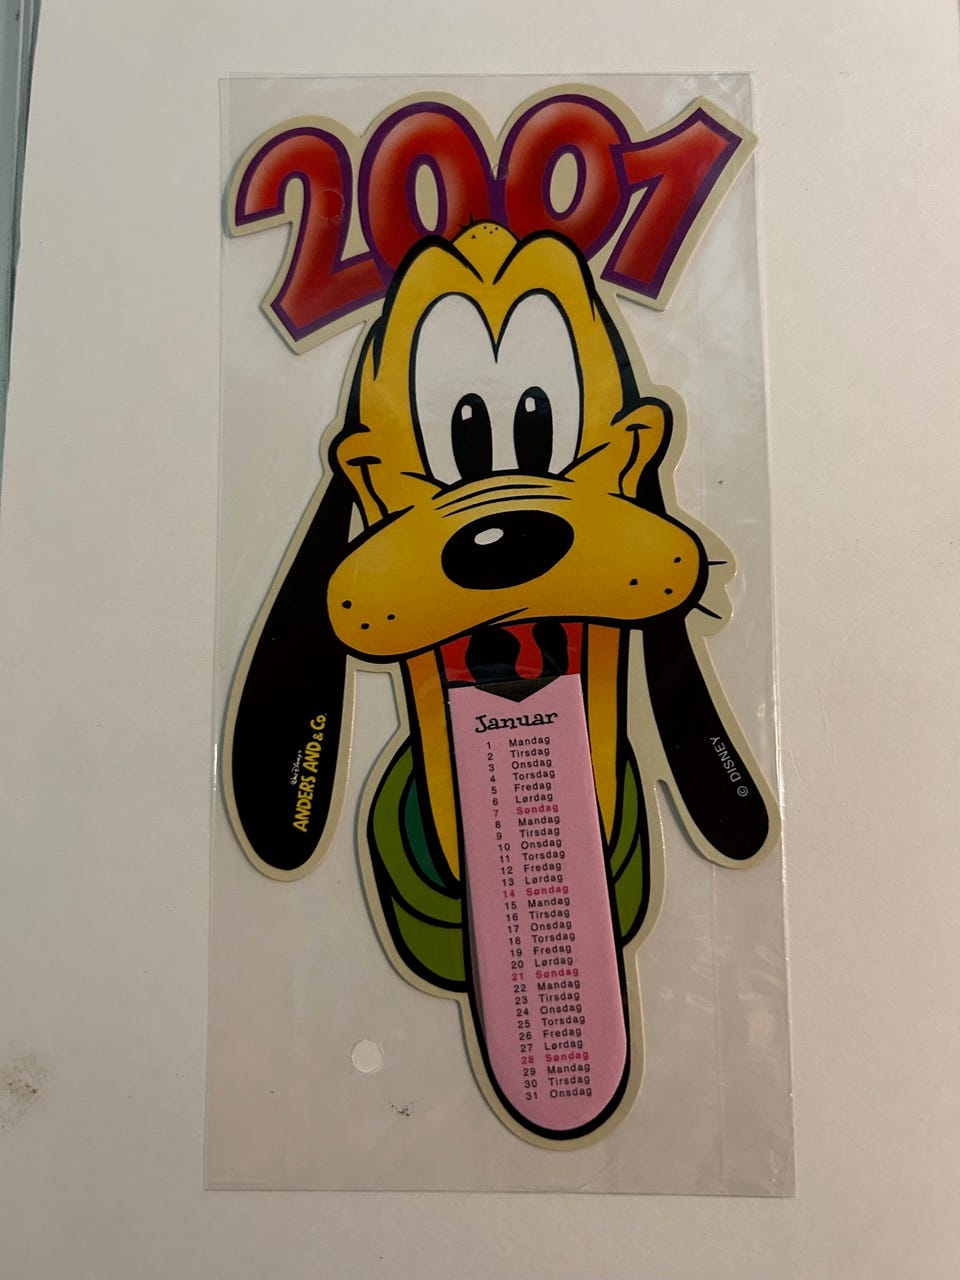 2001
Januar
1 Mandag
2 Tirsdag
3 Onsdag
4 Torsdag
5 Fredag
6 Lørdag
7 Søndag
8 Mandag
9 Tirsdag
10 Onsdag
11 Torsdag
12 Fredag
13 Lørdag
14 Søndag
15 Mandag
16 Tirsdag
17 Onsdag
18 Torsdag
19 Fredag
20 Lørdag
21 Søndag
22 Mandag
23 Tirsdag
24 Onsdag
25 Torsdag
26 Fredag
27 Lørdag
28 Søndag
29 Mandag
30 Tirsdag
31 Onsdag
Walt Disney's
ANDERS AND & Co.
© DISNEY